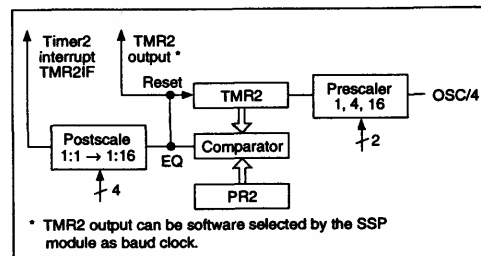 Timer2
interrupt
TMR2IF
TMR2
output *
Reset
TMR2
Prescaler
1, 4, 16
OSC/4
2
Postscale
1:1 → 1:16
4
EQ
Comparator
PR2
* TMR2 output can be software selected by the SSP
module as baud clock.